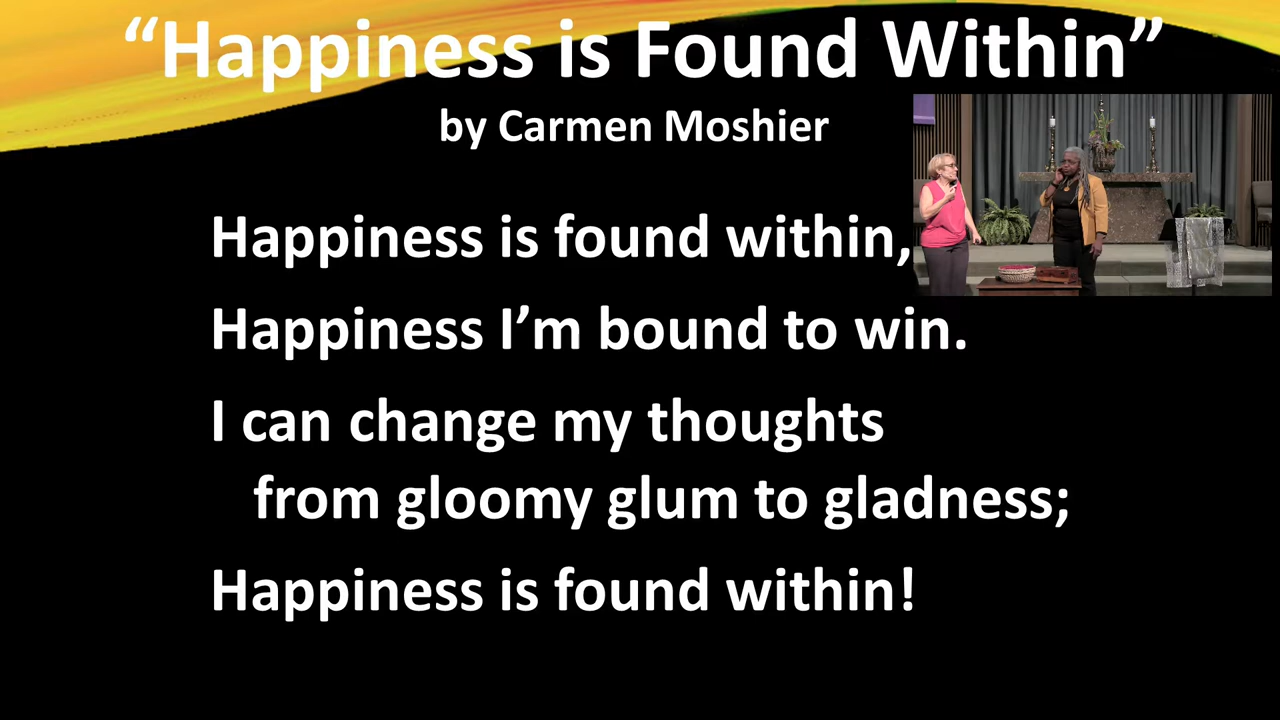 “Happiness is Found Within”
by Carmen Moshier
Happiness is found within,
Happiness I’m bound to win.
I can change my thoughts
from gloomy glum to gladness;
Happiness is found within!